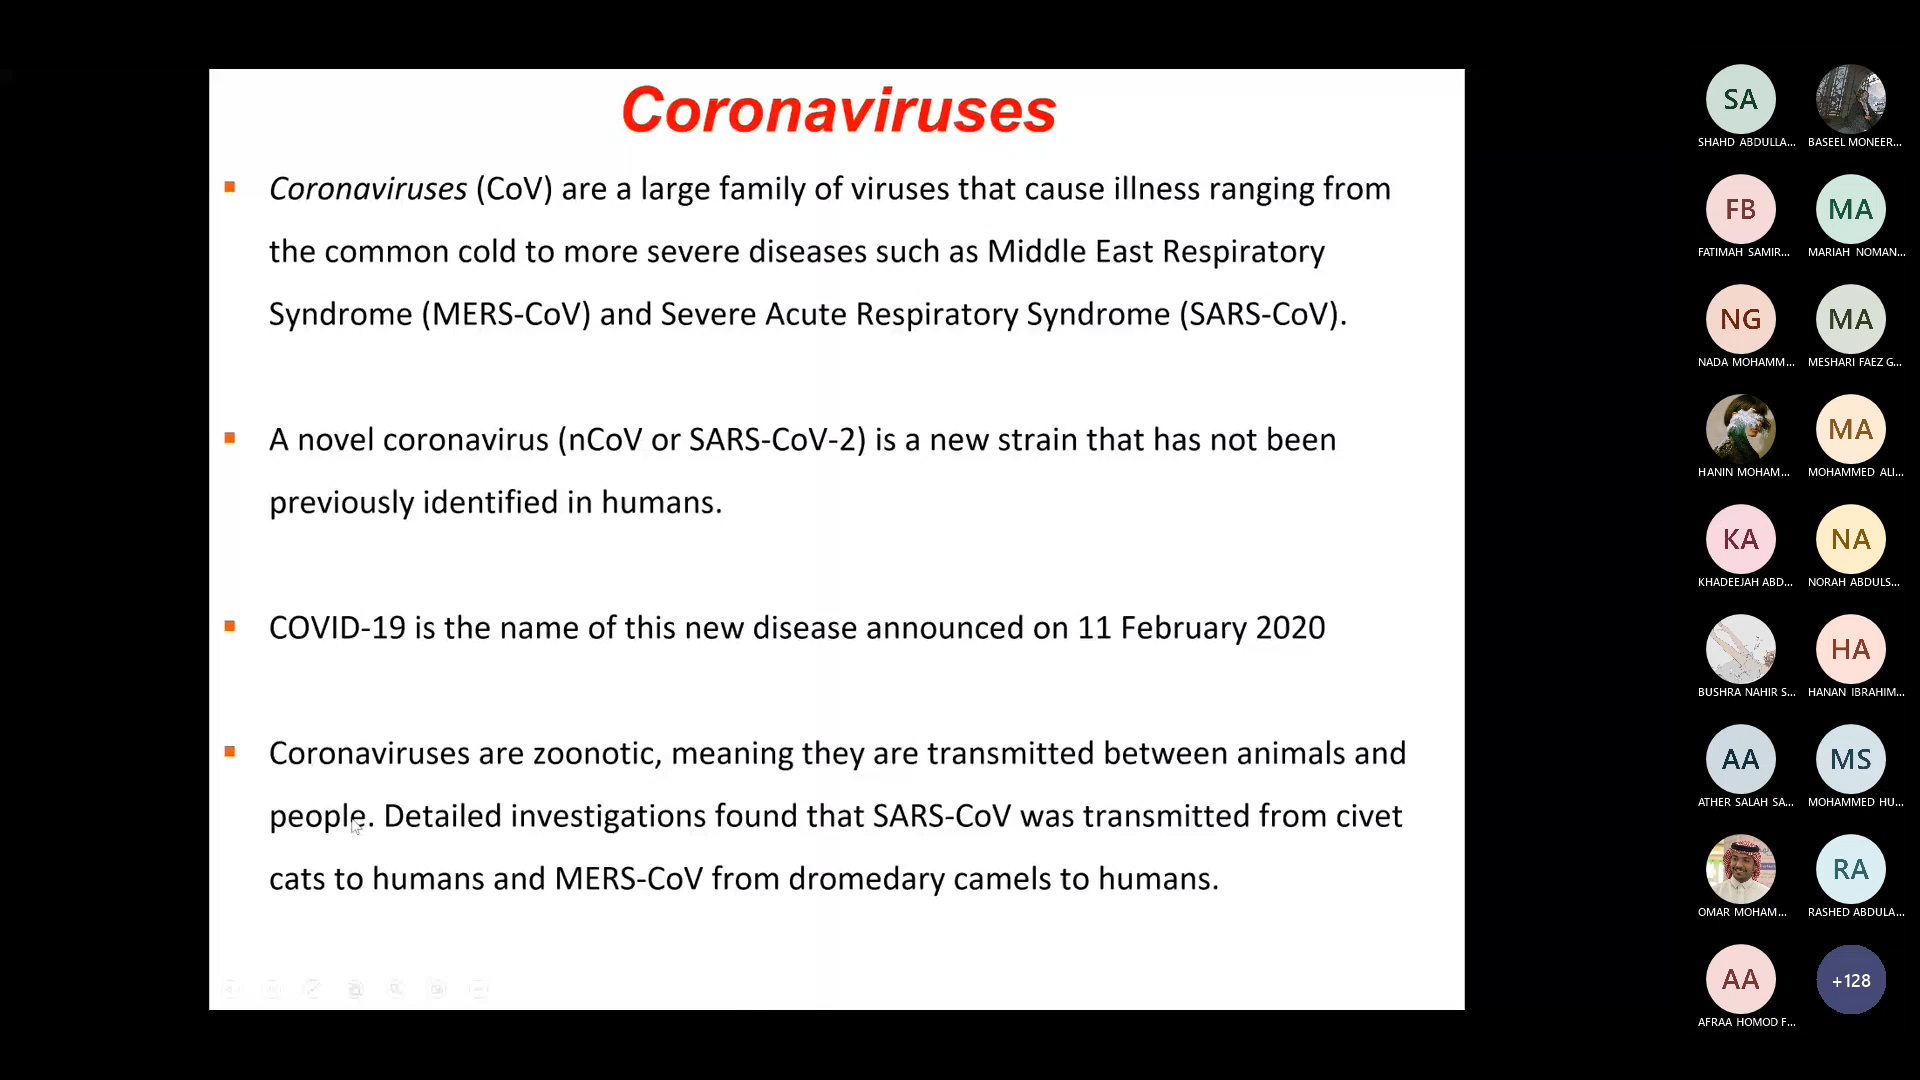 Coronaviruses
Coronaviruses (CoV) are a large family of viruses that cause illness ranging from
the common cold to more severe diseases such as Middle East Respiratory
Syndrome (MERS-CoV) and Severe Acute Respiratory Syndrome (SARS-CoV).
A novel coronavirus (nCoV or SARS-CoV-2) is a new strain that has not been
previously identified in humans.
COVID-19 is the name of this new disease announced on 11 February 2020
Coronaviruses are zoonotic, meaning they are transmitted between animals and
people. Detailed investigations found that SARS-CoV was transmitted from civet
cats to humans and MERS-CoV from dromedary camels to humans.
SA
SHAHD ABDULLA...
BASEEL MONEER...
FB
MA
FATIMAH SAMIR...
MARIAH NOMAN...
NG
MA
NADA MOHAMM...
MESHARI FAEZ G...
MA
HANIN MOHAM...
MOHAMMED ALI...
KA
NA
KHADEEJAH ABD...
NORAH ABDULS...
HA
BUSHRA NAHIR S...
HANAN IBRAHIM...
AA
MS
ATHER SALAH SA...
MOHAMMED HU...
RA
OMAR MOHAM...
RASHED ABDULA...
AA
+128
AFRAA HOMOD F...